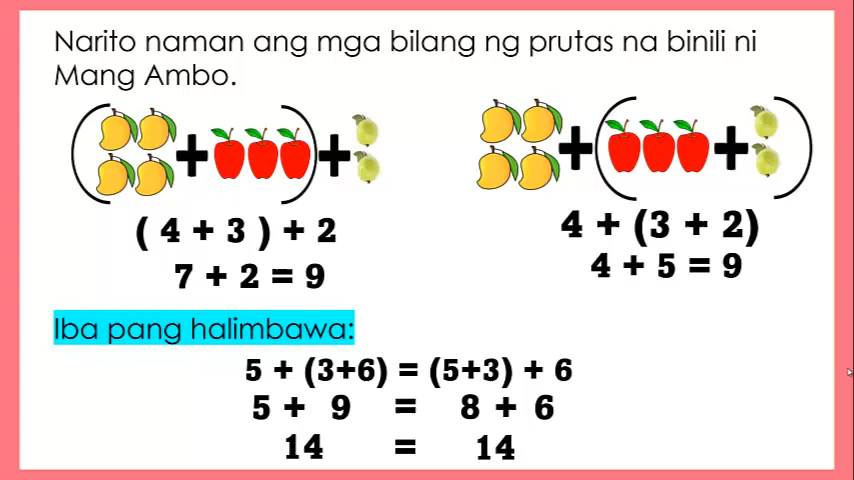 Narito naman ang mga bilang ng prutas na binili ni
Mang Ambo.
( + ) + 
+ ( + )
( 4 + 3 ) + 2
7 + 2 = 9
4 + (3 + 2)
4 + 5 = 9
Iba pang halimbawa:
5 + (3+6) = (5+3) + 6
5 + 9 = 8 + 6
14 = 14